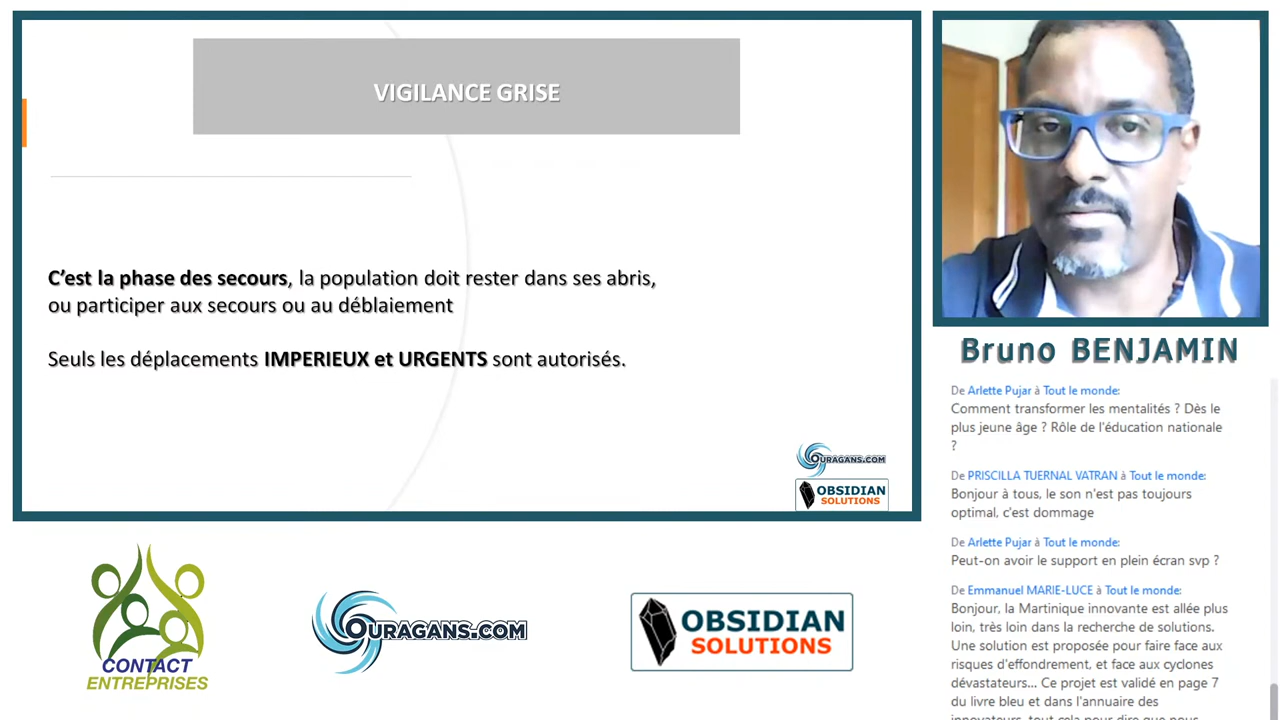 VIGILANCE GRISE
C'est la phase des secours, la population doit rester dans ses abris,
ou participer aux secours ou au déblaiement
Seuls les déplacements IMPERIEUX et URGENTS sont autorisés.
OURAGANS.COM
OBSIDIAN
SOLUTIONS
Bruno BENJAMIN
De Arlette Pujar à Tout le monde:
Comment transformer les mentalités ? Dès le
plus jeune âge ? Rôle de l'éducation nationale
?
De PRISCILLA TUERNAL VATRAN à Tout le monde:
Bonjour à tous, le son n'est pas toujours
optimal, c'est dommage
De Arlette Pujar à Tout le monde:
Peut-on avoir le support en plein écran svp ?
De Emmanuel MARIE-LUCE à Tout le monde:
Bonjour, la Martinique innovante est allée plus
loin, très loin dans la recherche de solutions.
Une solution est proposée pour faire face aux
risques d'effondrement, et face aux cyclones
dévastateurs... Ce projet est validé en page 7
du livre bleu et dans l'annuaire des
innovateurs, tout cela pour dire que nous
CONTACT
ENTREPRISES
OURAGANS.COM
OBSIDIAN
SOLUTIONS